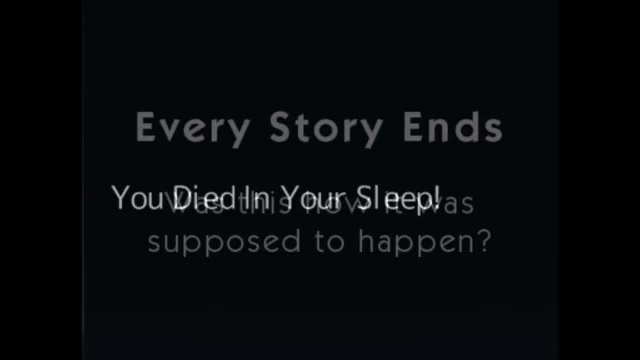 Every Story Ends
You Died In Your Sleep!
Was this how it was
supposed to happen?